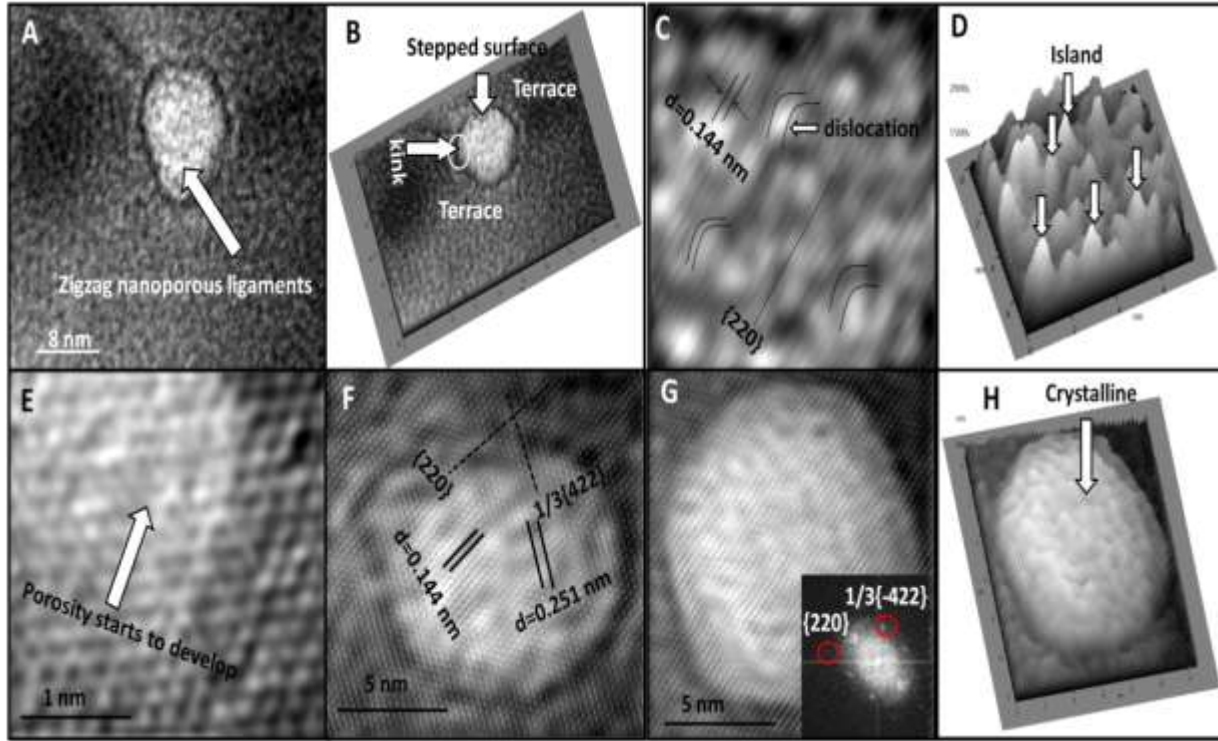 A
Zigzag nanoporous ligaments
8 nm
B
Stepped surface
Terrace
kink
Terrace
C
d=0.144 nm
dislocation
{220}
D
Island
E
Porosity starts to develop
1 nm
F
{220}
1/3{422}
d=0.144 nm
d=0.251 nm
5 nm
G
1/3{-422}
{220}
5 nm
H
Crystalline